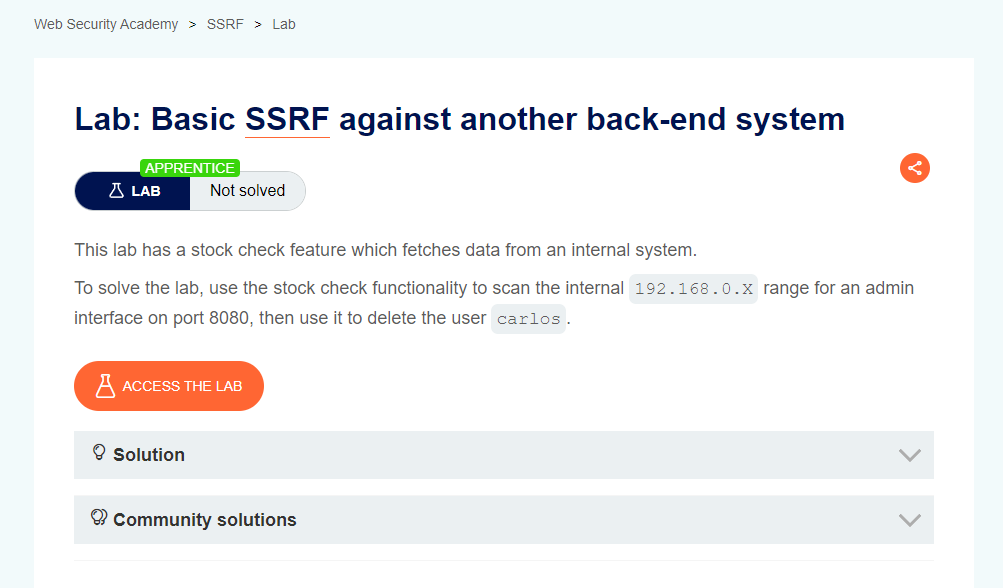 Web Security Academy > SSRF > Lab
Lab: Basic SSRF against another back-end system
APPRENTICE
LAB Not solved
This lab has a stock check feature which fetches data from an internal system.
To solve the lab, use the stock check functionality to scan the internal 192.168.0.X range for an admin
interface on port 8080, then use it to delete the user carlos.
ACCESS THE LAB
Solution
Community solutions